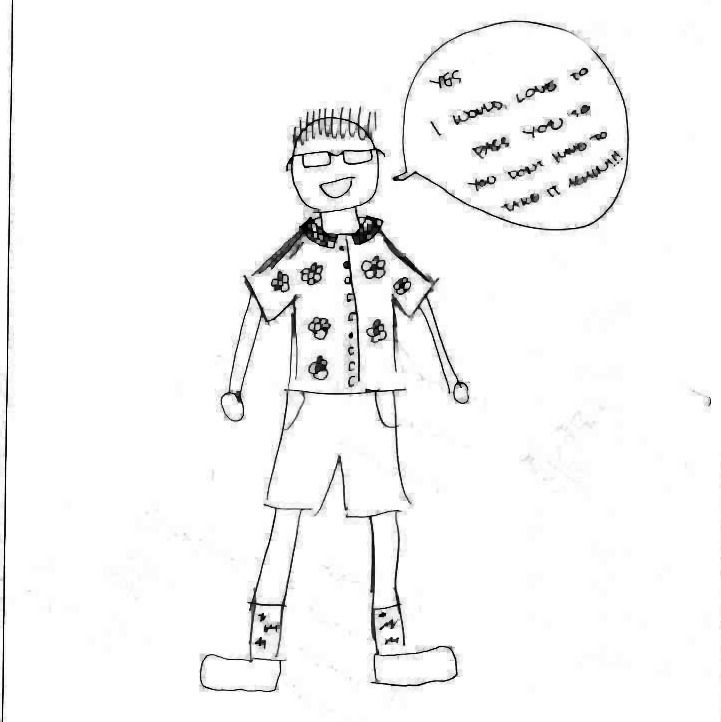 YES
I WOULD LOVE TO
PASS YOU SO
YOU DON'T HAVE TO
TAKE IT AGAIN!!!